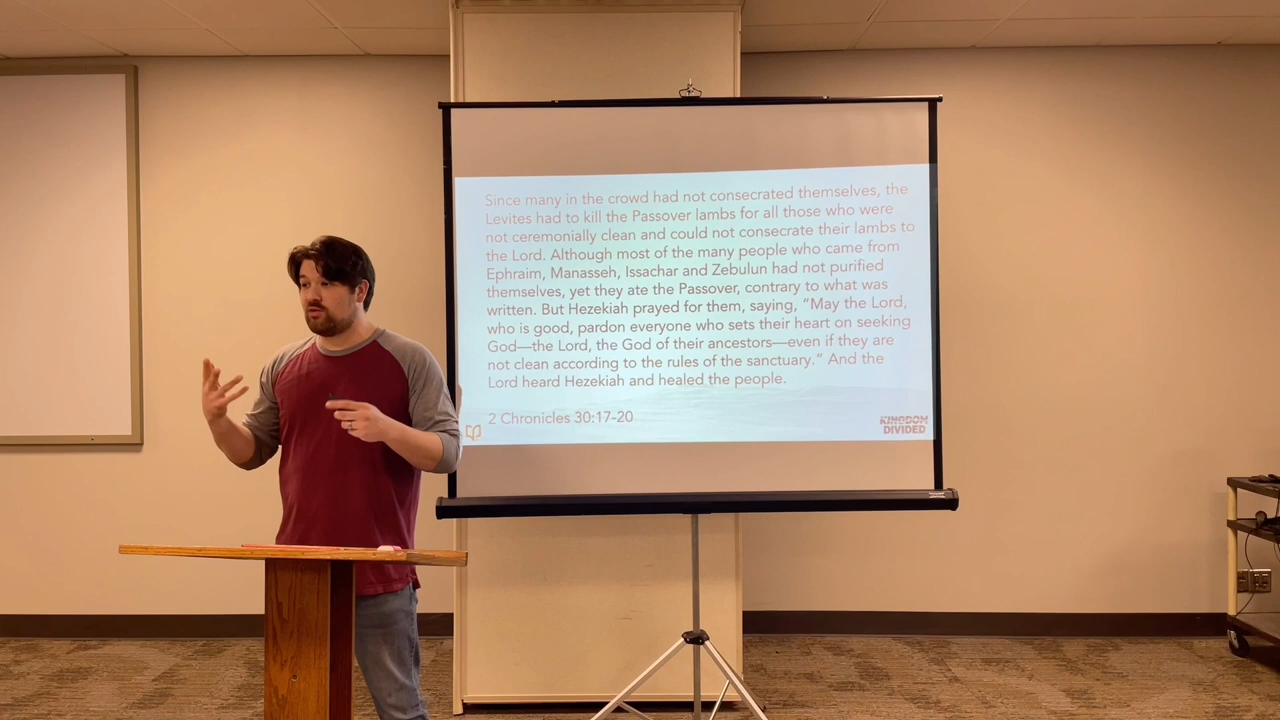 Since many in the crowd had not consecrated themselves, the
Levites had to kill the Passover lambs for all those who were
not ceremonially clean and could not consecrate their lambs to
the Lord. Although most of the many people who came from
Ephraim, Manasseh, Issachar and Zebulun had not purified
themselves, yet they ate the Passover, contrary to what was
written. But Hezekiah prayed for them, saying, “May the Lord,
who is good, pardon everyone who sets their heart on seeking
God—the Lord, the God of their ancestors—even if they are
not clean according to the rules of the sanctuary.” And the
Lord heard Hezekiah and healed the people.
2 Chronicles 30:17-20
KINGDOM
DIVIDED